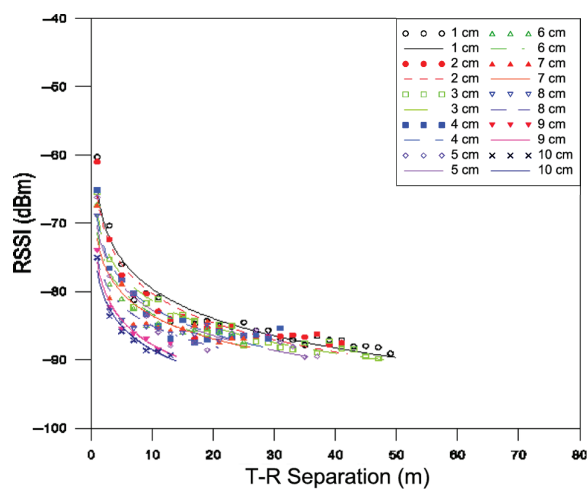 −40
−50
−60
−70
−80
−90
−100
RSSI (dBm)
0 10 20 30 40 50 60 70 80
T-R Separation (m)
1 cm
1 cm
2 cm
2 cm
3 cm
3 cm
4 cm
4 cm
5 cm
5 cm
6 cm
6 cm
7 cm
7 cm
8 cm
8 cm
9 cm
9 cm
10 cm
10 cm